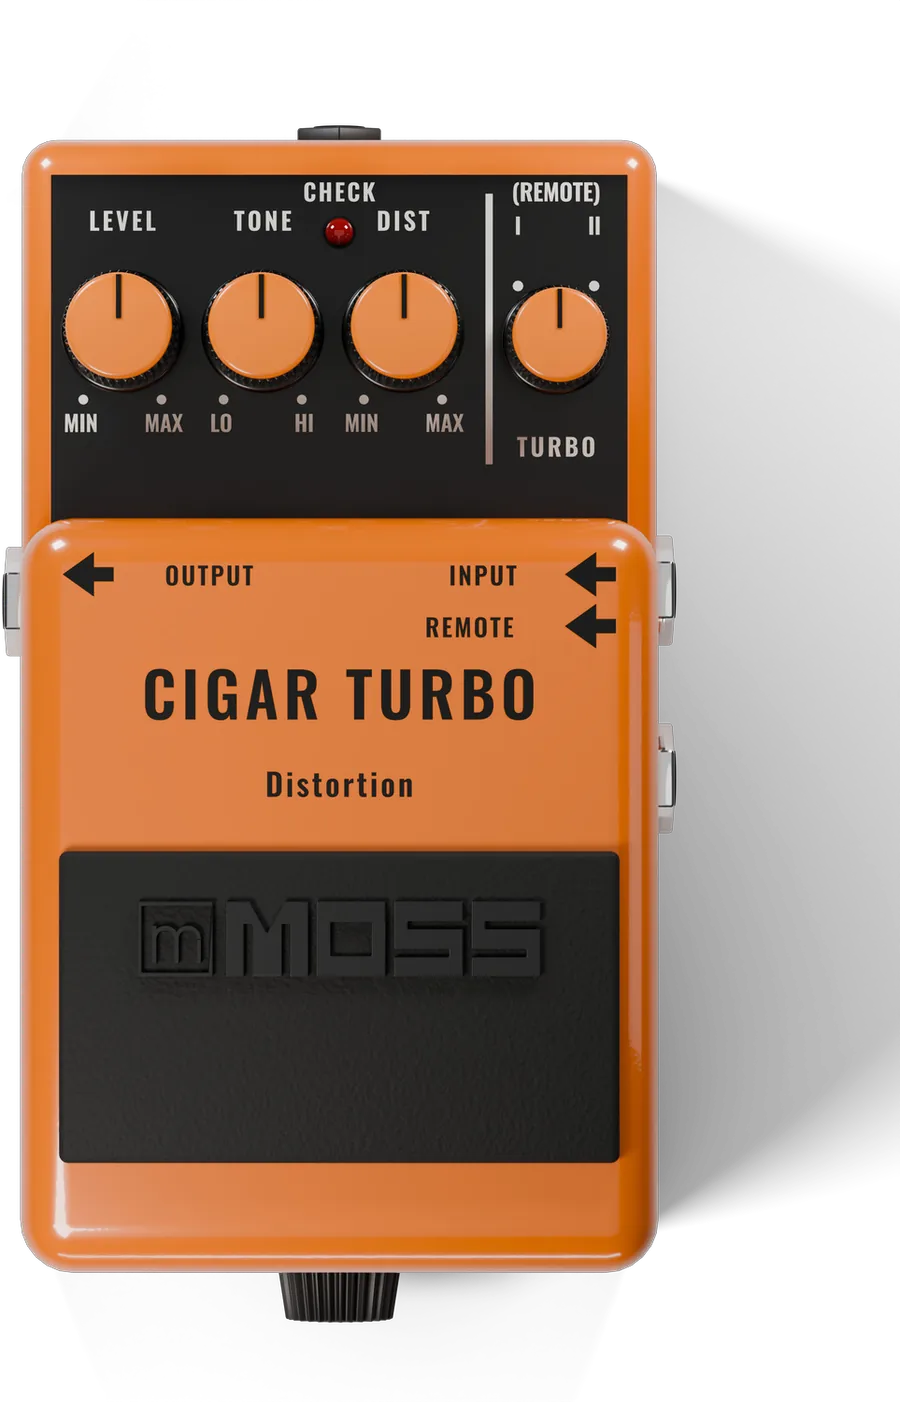 CHECK
LEVEL TONE DIST
(REMOTE)
I II
MIN MAX LO HI MIN MAX
TURBO
OUTPUT INPUT
REMOTE
CIGAR TURBO
Distortion
m MOSS